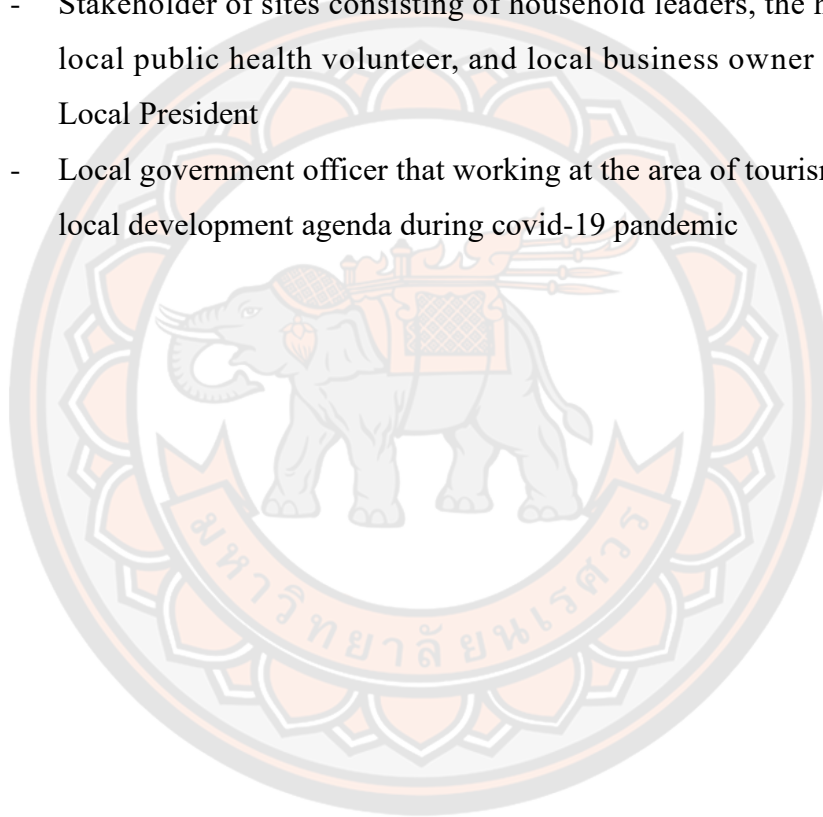 - Stakeholder of sites consisting of household leaders, the
local public health volunteer, and local business owner
Local President
- Local government officer that working at the area of tourism
local development agenda during covid-19 pandemic
มหาวิทยาลัยนเรศวร